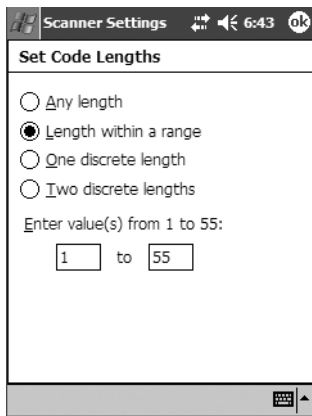 Scanner Settings 6:43 ok
Set Code Lengths
Any length
Length within a range
One discrete length
Two discrete lengths
Enter value(s) from 1 to 55:
1 to 55